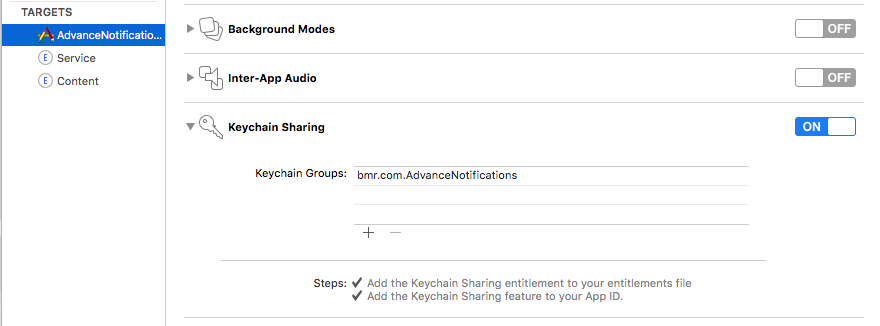 TARGETS
AdvanceNotificatio...
E Service
E Content
Background Modes OFF
Inter-App Audio OFF
Keychain Sharing ON
Keychain Groups: bmr.com.AdvanceNotifications
+ −
Steps: ✔ Add the Keychain Sharing entitlement to your entitlements file
✔ Add the Keychain Sharing feature to your App ID.